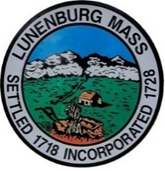 LUNENBURG MASS
SETTLED 1718 INCORPORATED 1728